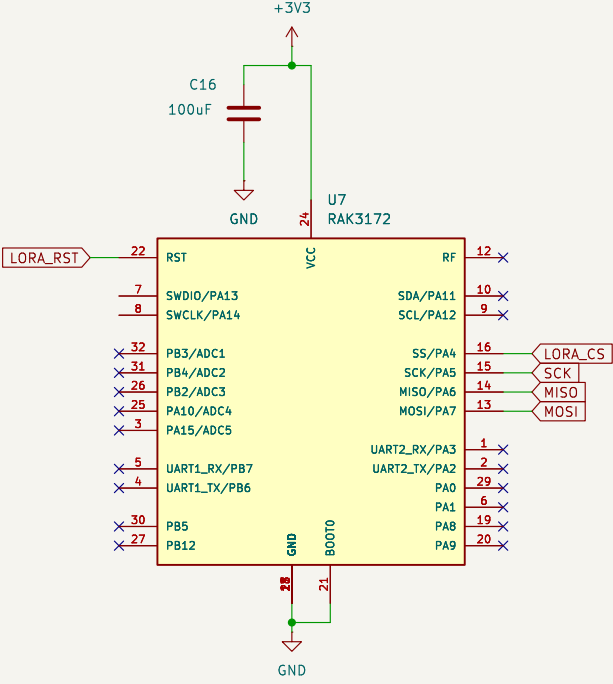 +3V3
C16
100uF
GND
U7
RAK3172
24
VCC
LORA_RST 22 RST
RF 12
7 SWDIO/PA13
SDA/PA11 10
8 SWCLK/PA14
SCL/PA12 9
32 PB3/ADC1
SS/PA4 16 LORA_CS
31 PB4/ADC2
SCK/PA5 15 SCK
26 PB2/ADC3
MISO/PA6 14 MISO
25 PA10/ADC4
MOSI/PA7 13 MOSI
3 PA15/ADC5
UART2_RX/PA3 1
5 UART1_RX/PB7
UART2_TX/PA2 2
4 UART1_TX/PB6
PA0 29
PA1 6
30 PB5
PA8 19
27 PB12
PA9 20
GND
BOOT0
21
GND